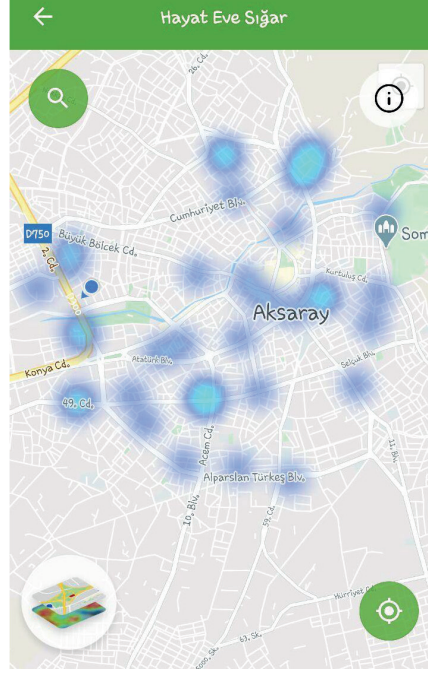 Hayat Eve Sığar
26. Cd.
Cumhuriyet Blv.
D750
Büyük Bölcek Cd.
2. Cd.
Som
Kurtuluş Cd.
Aksaray
Konya Cd.
Atatürk Blv.
Selçuk Blv.
49. Cd.
Acem Cd.
11. Blv.
Alparslan Türkeş Blv.
10. Blv.
59. Cd.
Hürriyet
63. Sk.